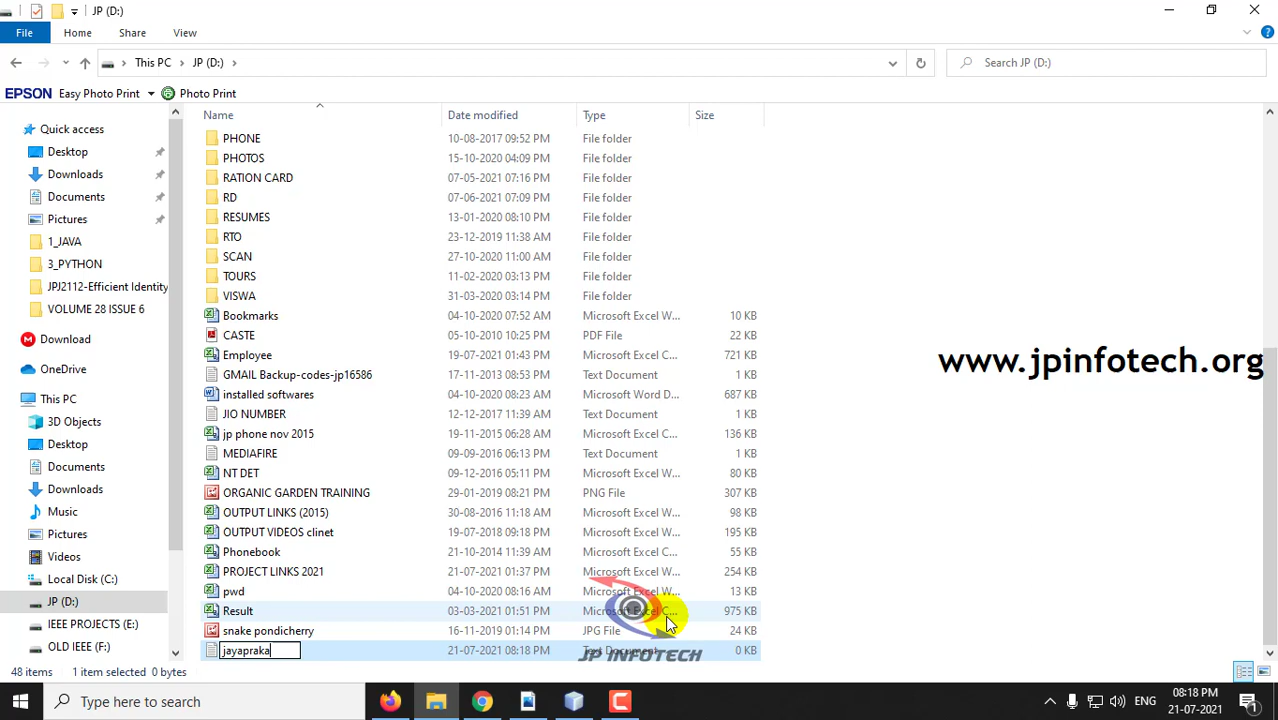 JP (D:)
File Home Share View
This PC JP (D:) Search JP (D:)
EPSON Easy Photo Print Photo Print
Name Date modified Type Size
Quick access
Desktop
Downloads
Documents
Pictures
1_JAVA
3_PYTHON
JPJ2112-Efficient Identity
VOLUME 28 ISSUE 6
Download
OneDrive
This PC
3D Objects
Desktop
Documents
Downloads
Music
Pictures
Videos
Local Disk (C:)
JP (D:)
IEEE PROJECTS (E:)
OLD IEEE (F:)
PHONE 10-08-2017 09:52 PM File folder
PHOTOS 15-10-2020 04:09 PM File folder
RATION CARD 07-05-2021 07:16 PM File folder
RD 07-06-2021 07:09 PM File folder
RESUMES 13-01-2020 08:10 PM File folder
RTO 23-12-2019 11:38 AM File folder
SCAN 27-10-2020 11:00 AM File folder
TOURS 11-02-2020 03:13 PM File folder
VISWA 31-03-2020 03:14 PM File folder
Bookmarks 04-10-2020 07:52 AM Microsoft Excel W... 10 KB
CASTE 05-10-2010 10:25 PM PDF File 22 KB
Employee 19-07-2021 01:43 PM Microsoft Excel C... 721 KB
GMAIL Backup-codes-jp16586 17-11-2013 08:53 PM Text Document 1 KB
installed softwares 04-10-2020 08:23 AM Microsoft Word D... 687 KB
JIO NUMBER 12-12-2017 11:39 AM Text Document 1 KB
jp phone nov 2015 19-11-2015 06:28 AM Microsoft Excel C... 136 KB
MEDIAFIRE 09-09-2016 06:13 PM Text Document 1 KB
NT DET 09-12-2016 05:11 PM Microsoft Excel W... 80 KB
ORGANIC GARDEN TRAINING 29-01-2019 08:21 PM PNG File 307 KB
OUTPUT LINKS (2015) 30-08-2016 11:18 AM Microsoft Excel W... 98 KB
OUTPUT VIDEOS clinet 19-07-2018 09:18 PM Microsoft Excel W... 195 KB
Phonebook 21-10-2014 11:39 AM Microsoft Excel C... 55 KB
PROJECT LINKS 2021 21-07-2021 01:37 PM Microsoft Excel W... 254 KB
pwd 04-10-2020 08:16 AM Microsoft Excel W... 13 KB
Result 03-03-2021 01:51 PM Microsoft Excel C... 975 KB
snake pondicherry 16-11-2019 01:14 PM JPG File 24 KB
jayapraka 21-07-2021 08:18 PM Text Document 0 KB
www.jpinfotech.org
JP INFOTECH
48 items 1 item selected 0 bytes
Type here to search
ENG 08:18 PM
21-07-2021
1